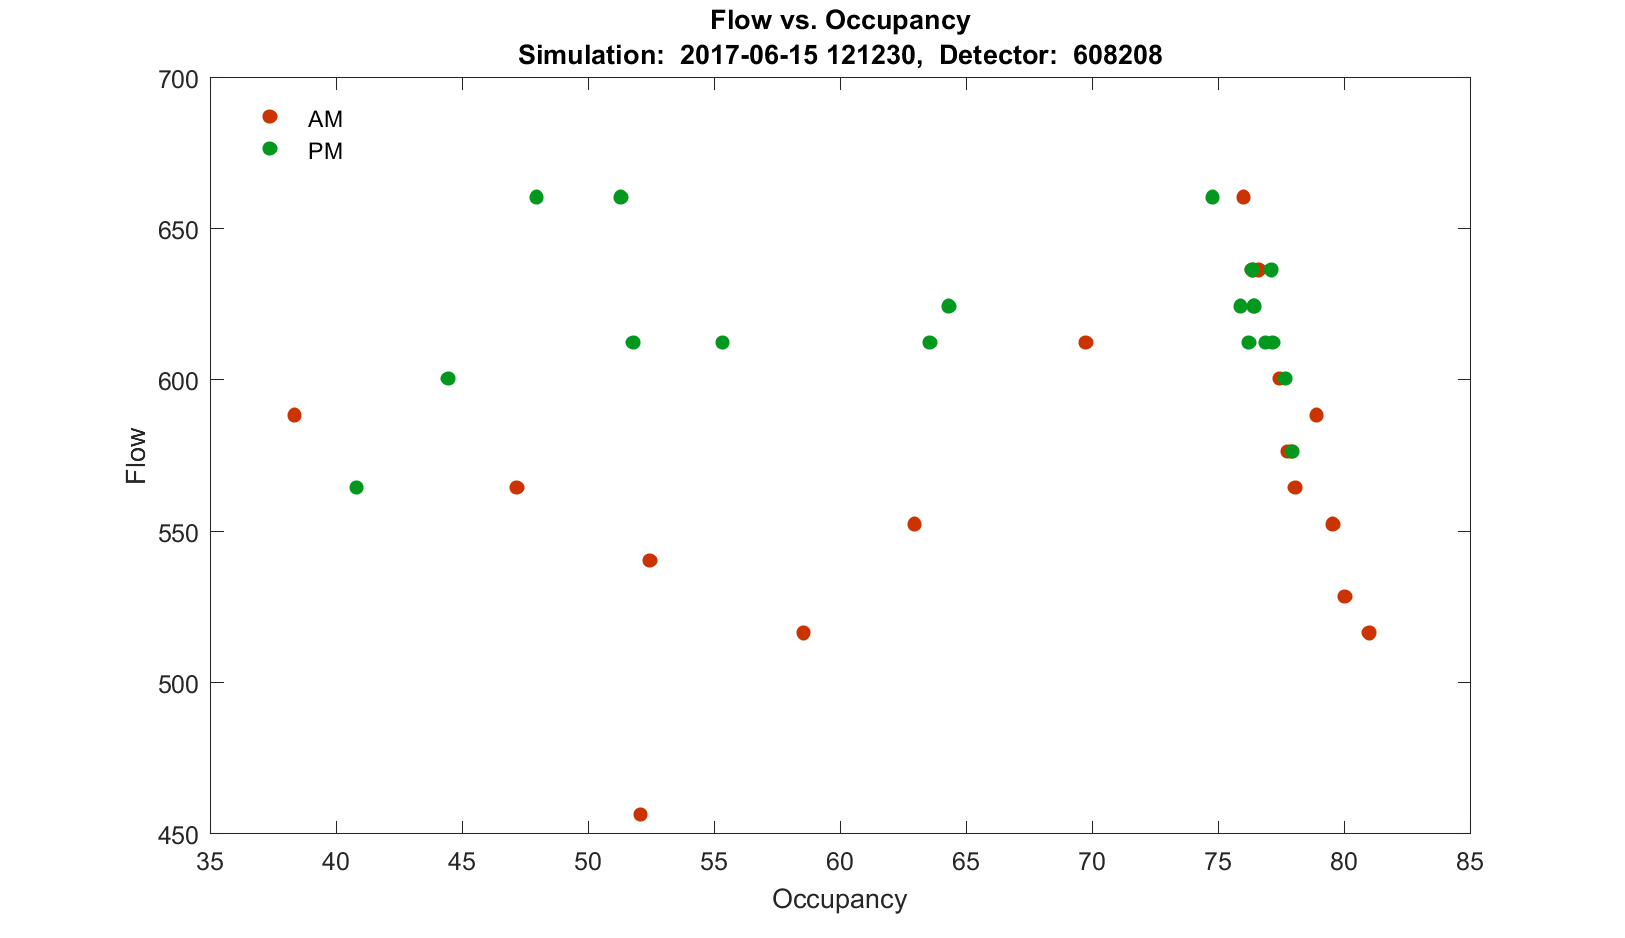 Flow vs. Occupancy
Simulation:  2017-06-15 121230,  Detector:  608208
700
AM
PM
650
600
Flow
550
500
450
35 40 45 50 55 60 65 70 75 80 85
Occupancy